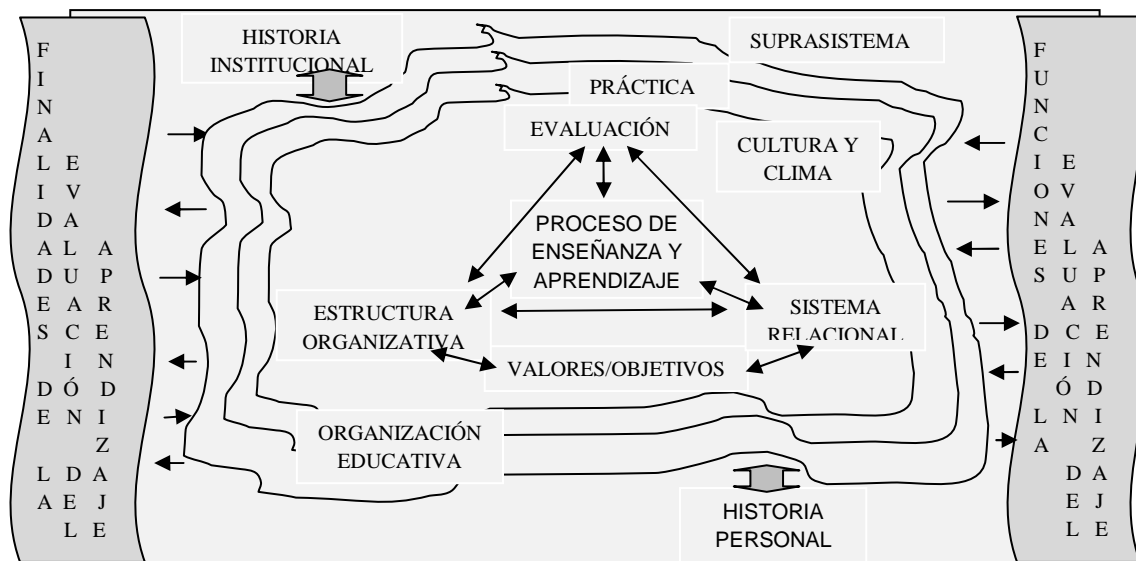 FINALIDADES DE LA
EVALUACIÓN DEL
APRENDIZAJE
HISTORIA
INSTITUCIONAL
SUPRASISTEMA
PRÁCTICA
EVALUACIÓN
CULTURA Y
CLIMA
PROCESO DE
ENSEÑANZA Y
APRENDIZAJE
ESTRUCTURA
ORGANIZATIVA
SISTEMA
RELACIONAL
VALORES/OBJETIVOS
ORGANIZACIÓN
EDUCATIVA
HISTORIA
PERSONAL
FUNCIONES DE LA
EVALUACIÓN DEL
APRENDIZAJE